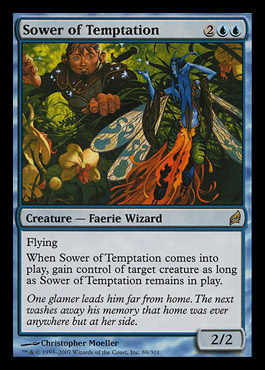 Sower of Temptation 2
Creature — Faerie Wizard
Flying
When Sower of Temptation comes into
play, gain control of target creature as long
as Sower of Temptation remains in play.
One glamer leads him far from home. The next
washes away his memory that home was ever
anywhere but at her side.
Christopher Moeller
™ & © 1993–2007 Wizards of the Coast, Inc. 88/301
2/2